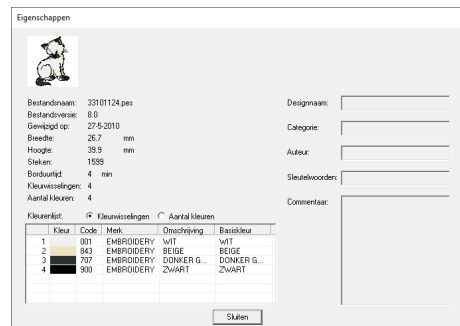 Eigenschappen
Bestandsnaam: 33101124.pes
Bestandsversie: 8.0
Gewijzigd op: 27-5-2010
Breedte: 26.7 mm
Hoogte: 39.9 mm
Steken: 1599
Borduurtijd: 4 min
Kleurwisselingen: 4
Aantal kleuren: 4
Kleurenlijst: Kleurwisselingen Aantal kleuren
Kleur Code Merk Omschrijving Basiskleur
1 001 EMBROIDERY WIT WIT
2 843 EMBROIDERY BEIGE BEIGE
3 707 EMBROIDERY DONKER G... DONKER G...
4 900 EMBROIDERY ZWART ZWART
Designnaam:
Categorie:
Auteur:
Sleutelwoorden:
Commentaar:
Sluiten